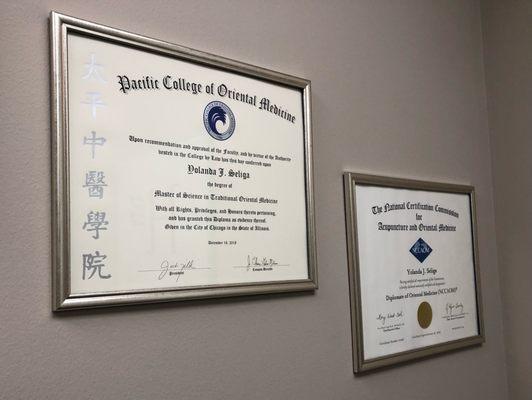 太平中醫學院
Pacific College of Oriental Medicine
Upon recommendation and approval of the Faculty, and by virtue of the Authority
vested in the College by Law has this day conferred upon
Yolanda J. Seliga
the degree of
Master of Science in Traditional Oriental Medicine
With all Rights, Privileges, and Honors thereto pertaining,
and has granted this Diploma as evidence thereof.
Given in the City of Chicago in the State of Illinois.
December 16, 2018
President
The National Certification Commission
for
Acupuncture and Oriental Medicine
NCCAOM
Yolanda J. Seliga
Diplomate of Oriental Medicine (NCCAOM)®